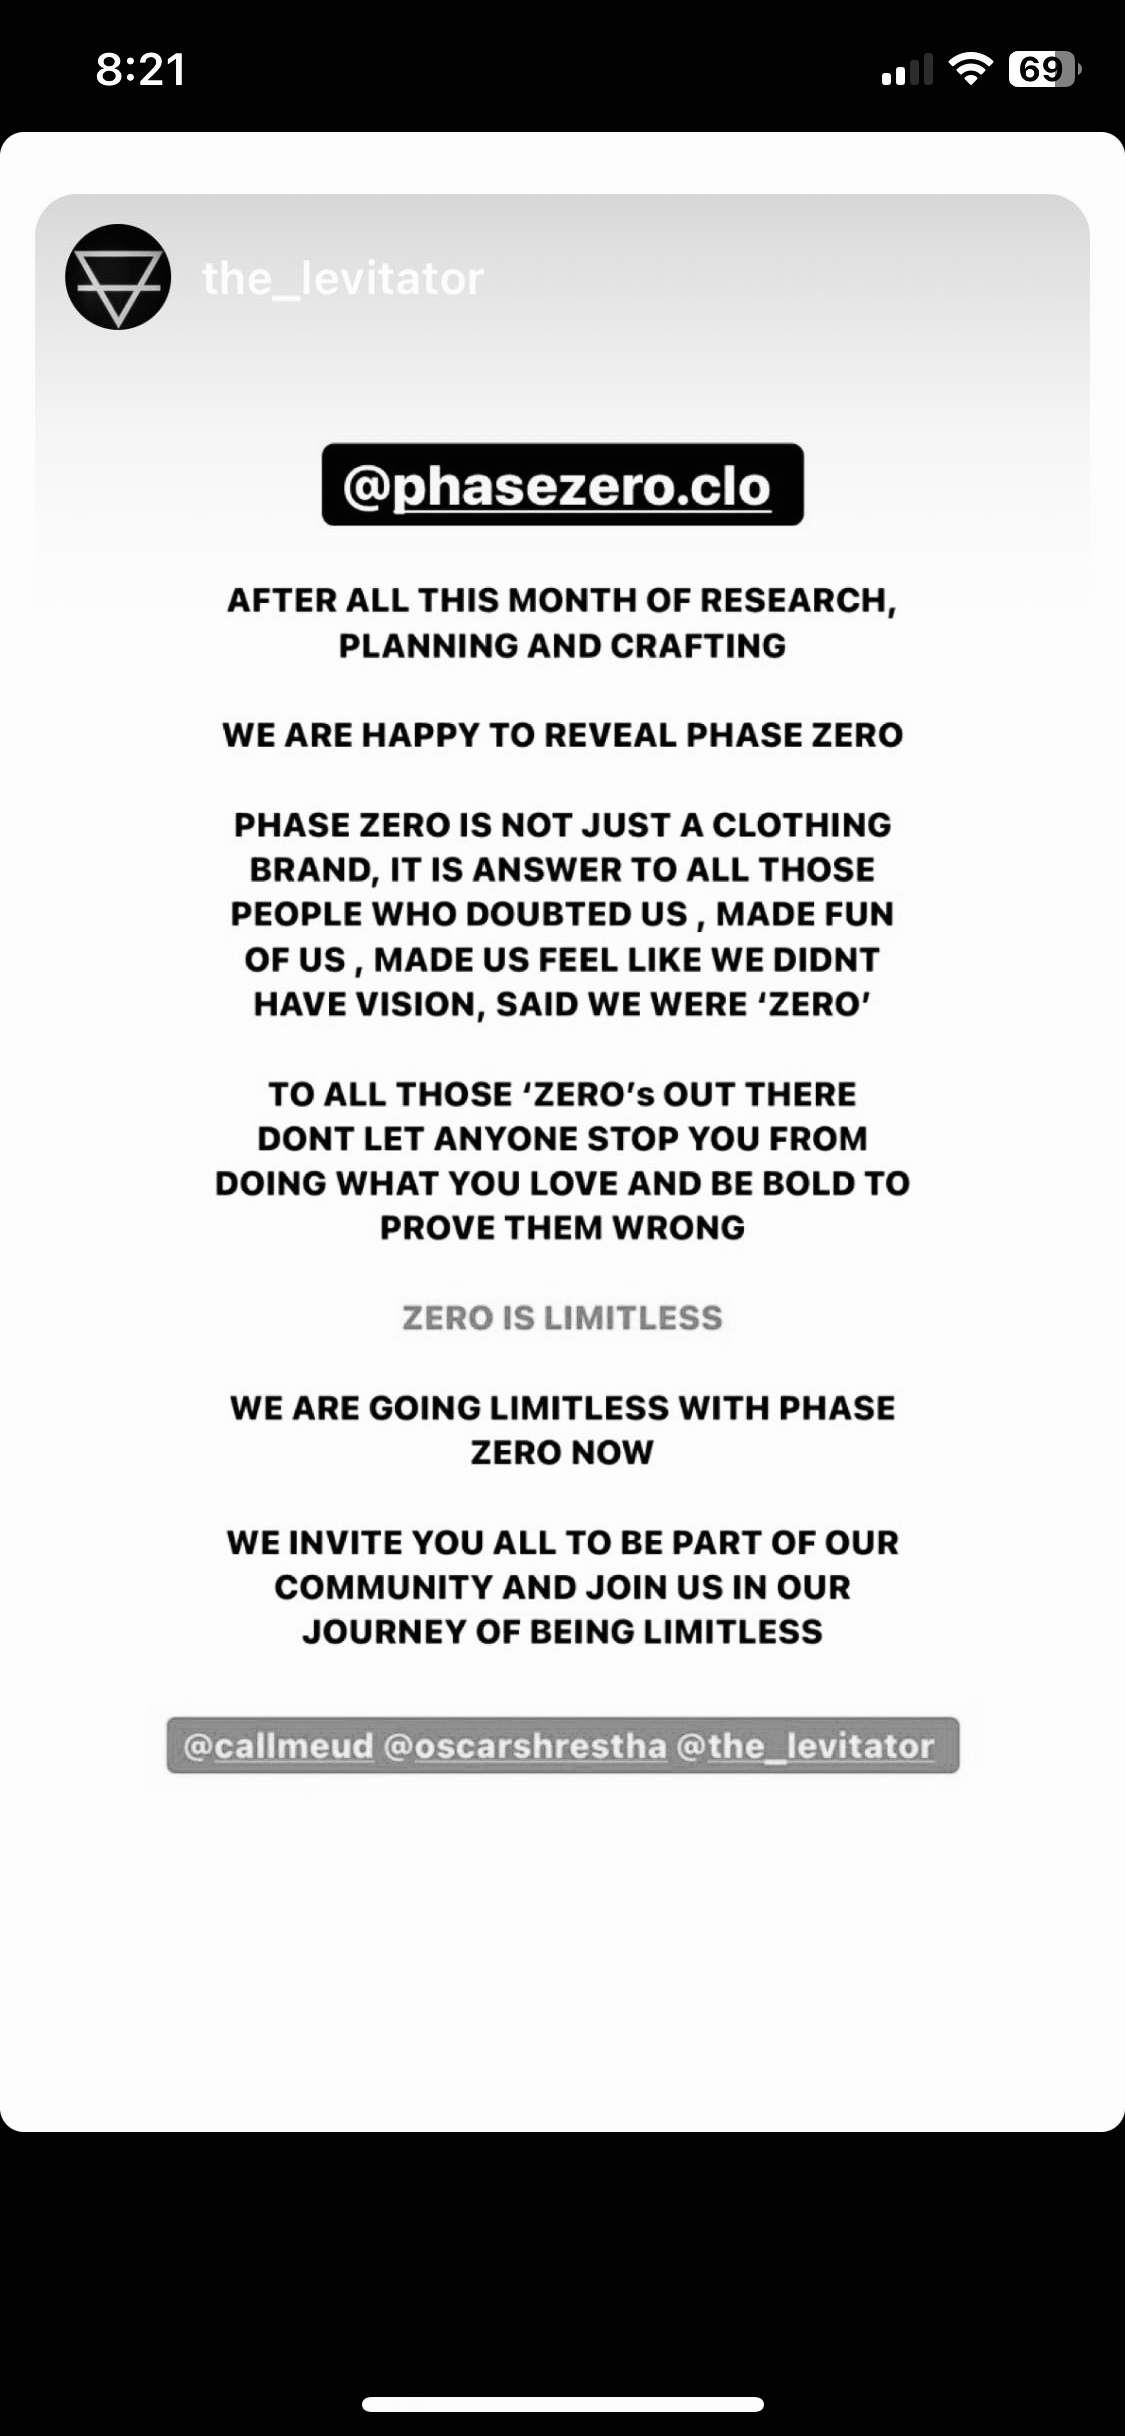 8:21
69
the_levitator
@phasezero.clo
AFTER ALL THIS MONTH OF RESEARCH,
PLANNING AND CRAFTING
WE ARE HAPPY TO REVEAL PHASE ZERO
PHASE ZERO IS NOT JUST A CLOTHING
BRAND, IT IS ANSWER TO ALL THOSE
PEOPLE WHO DOUBTED US , MADE FUN
OF US , MADE US FEEL LIKE WE DIDNT
HAVE VISION, SAID WE WERE ‘ZERO’
TO ALL THOSE ‘ZERO’s OUT THERE
DONT LET ANYONE STOP YOU FROM
DOING WHAT YOU LOVE AND BE BOLD TO
PROVE THEM WRONG
ZERO IS LIMITLESS
WE ARE GOING LIMITLESS WITH PHASE
ZERO NOW
WE INVITE YOU ALL TO BE PART OF OUR
COMMUNITY AND JOIN US IN OUR
JOURNEY OF BEING LIMITLESS
@callmeud @oscarshrestha @the_levitator